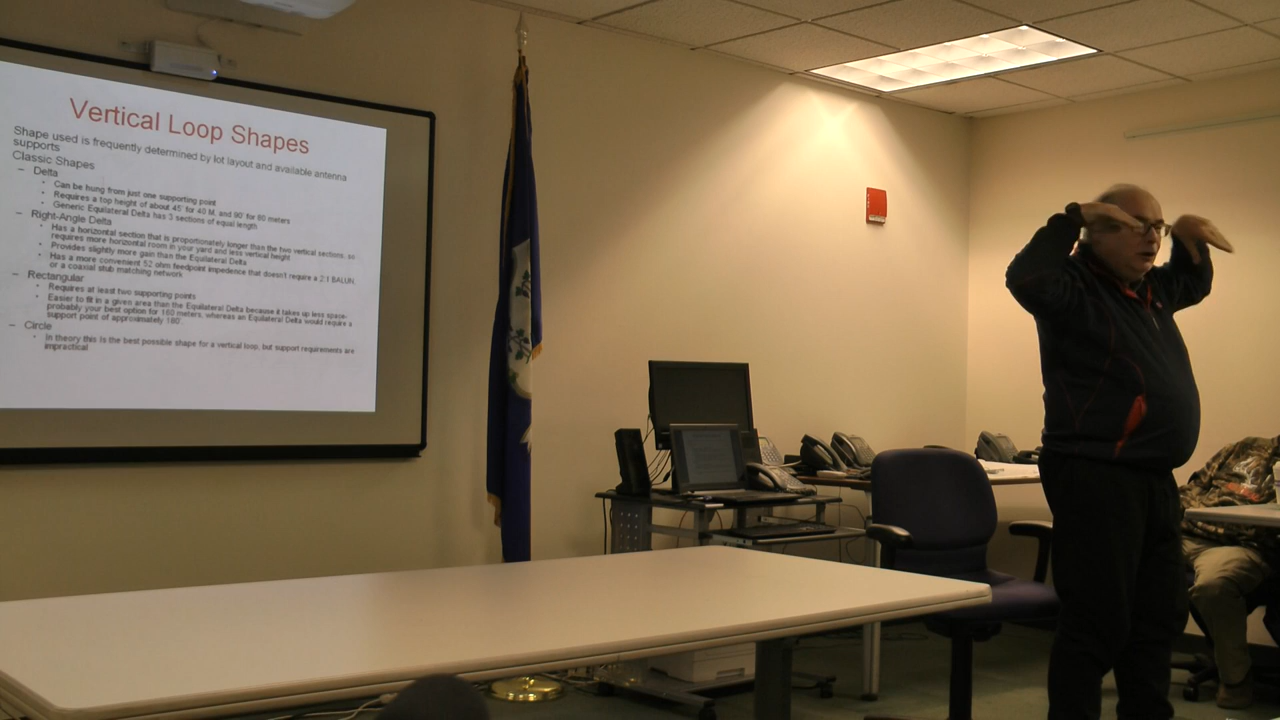 Vertical Loop Shapes
Shape used is frequently determined by lot layout and available antenna
supports
Classic Shapes
– Delta
• Can be hung from just one supporting point
• Requires a top height of about 45' for 40 M, and 90' for 80 meters
• Generic Equilateral Delta has 3 sections of equal length
– Right-Angle Delta
• Has a horizontal section that is proportionately longer than the two vertical sections, so
requires more horizontal room in your yard and less vertical height
• Provides slightly more gain than the Equilateral Delta
• Has a more convenient 52 ohm feedpoint impedence that doesn't require a 2:1 BALUN,
or a coaxial stub matching network
– Rectangular
• Requires at least two supporting points
• Easier to fit in a given area than the Equilateral Delta because it takes up less space-
probably your best option for 160 meters, whereas an Equilateral Delta would require a
support point of approximately 180'.
– Circle
• In theory this is the best possible shape for a vertical loop, but support requirements are
impractical